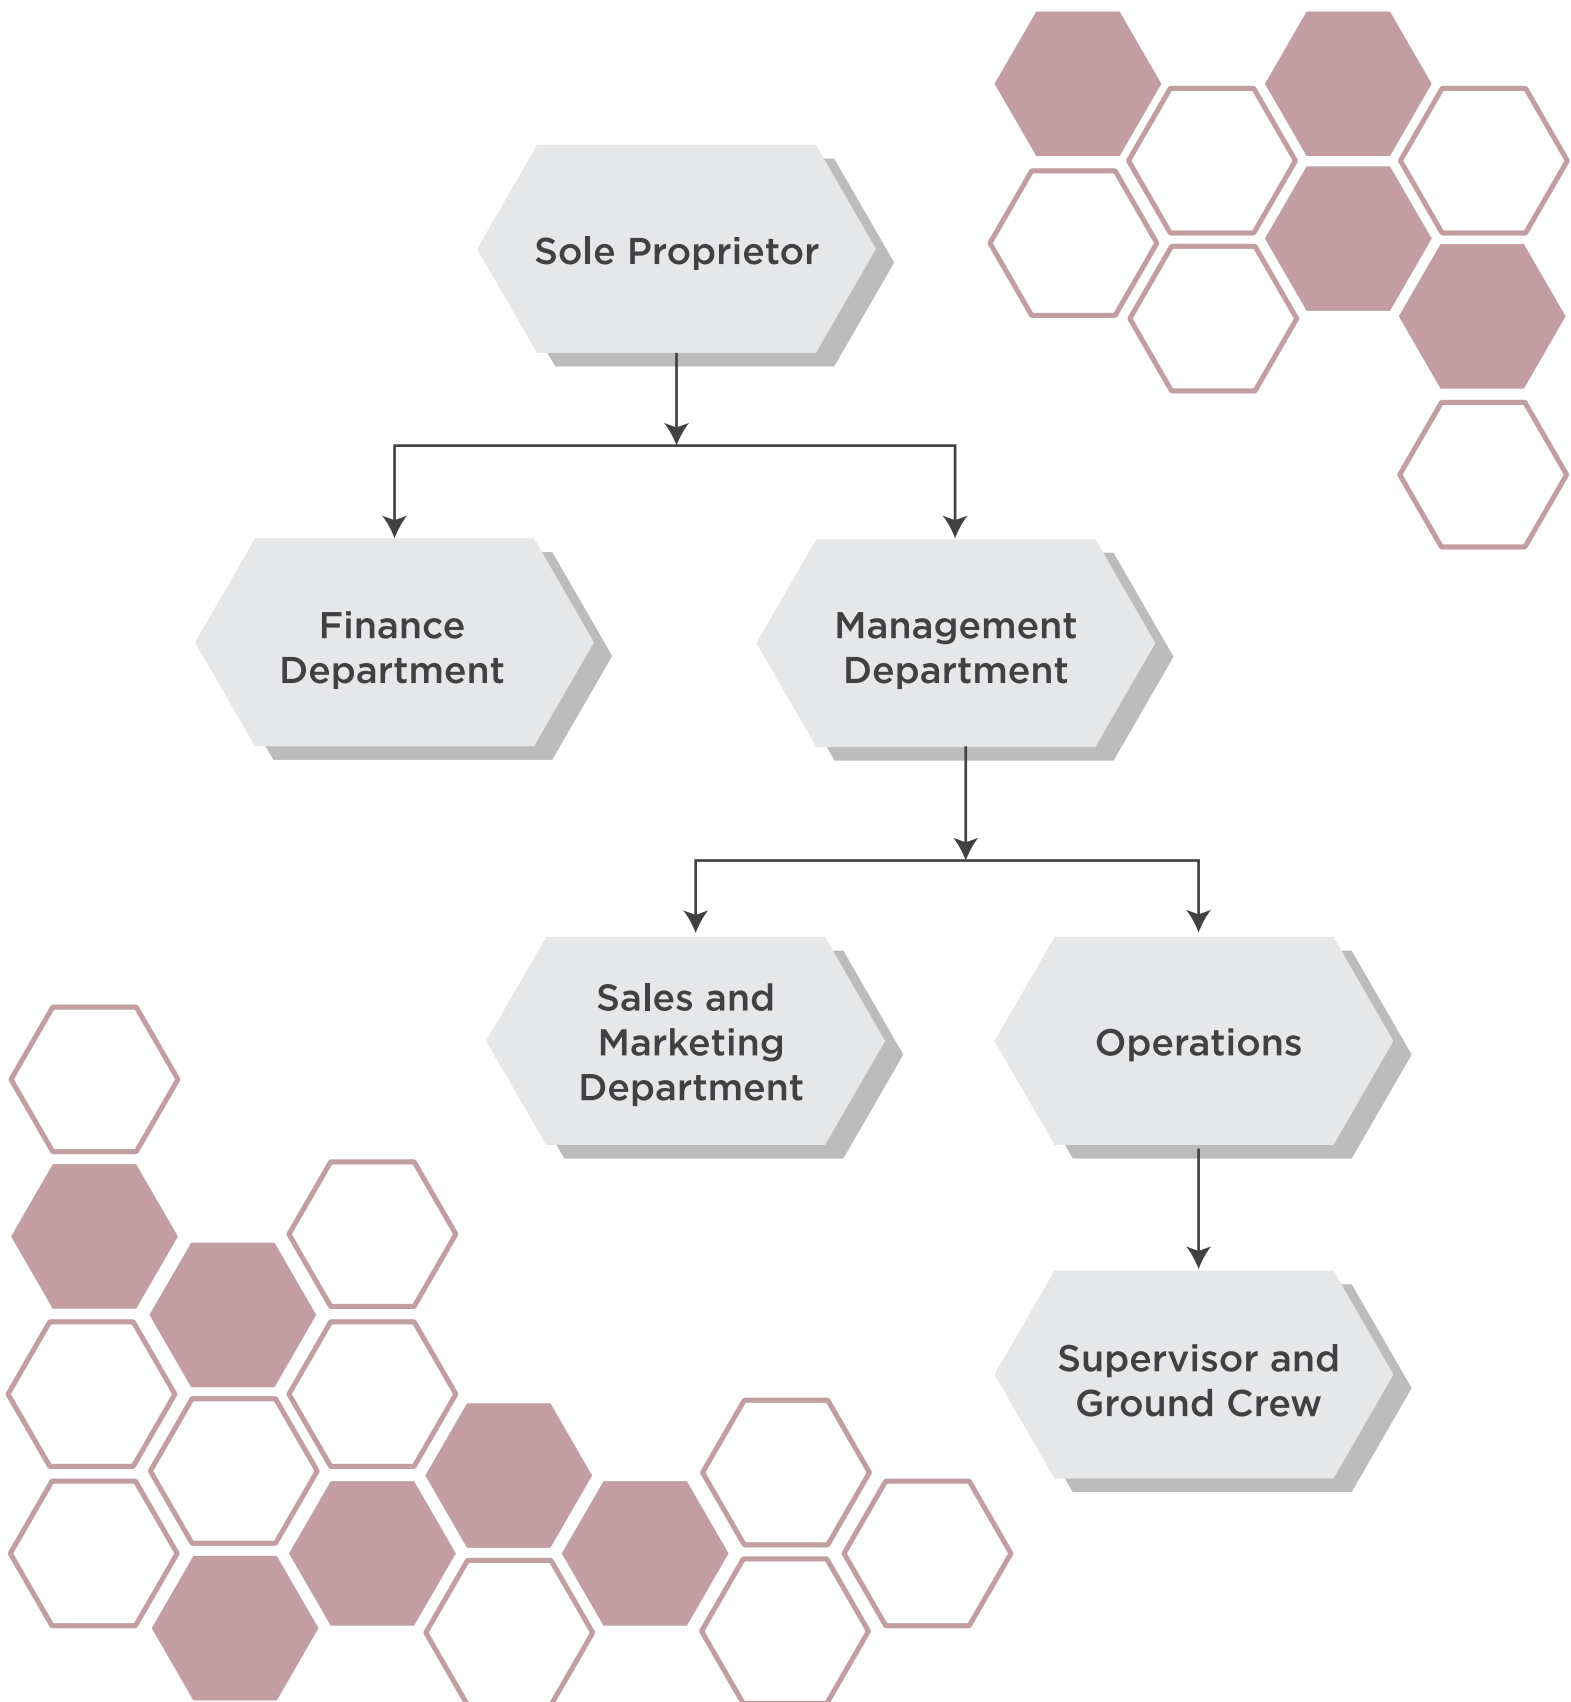 Sole Proprietor
Finance
Department
Management
Department
Sales and
Marketing
Department
Operations
Supervisor and
Ground Crew